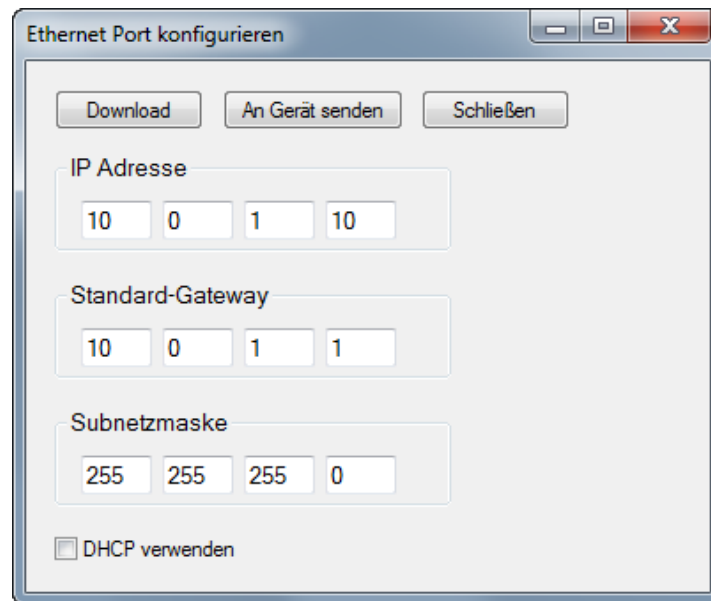 Ethernet Port konfigurieren
Download An Gerät senden Schließen
IP Adresse
10 0 1 10
Standard-Gateway
10 0 1 1
Subnetzmaske
255 255 255 0
DHCP verwenden